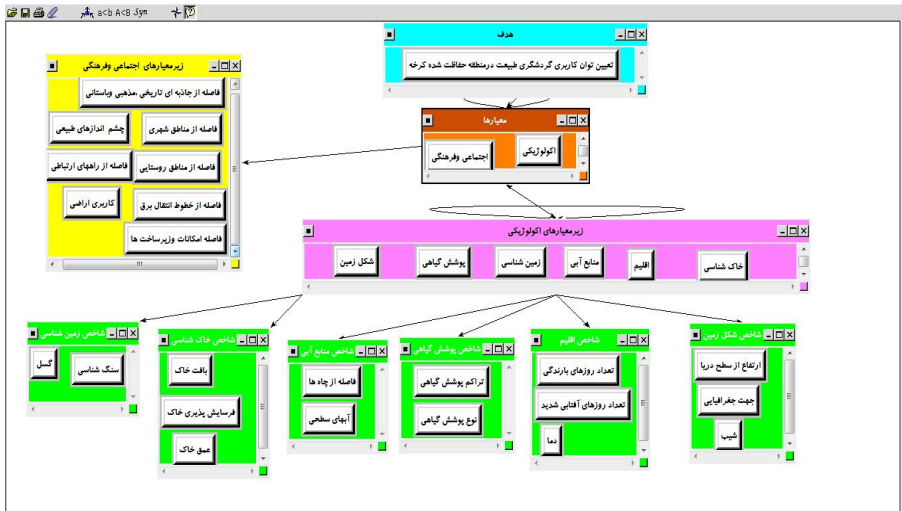 a<b A<B Sys
هدف
تعیین توان کاربری گردشگری طبیعت درمنطقه حفاظت شده کرخه
معیارها
اکولوژیکی
اجتماعی وفرهنگی
زیرمعیارهای اجتماعی وفرهنگی
فاصله از جاذبه ای تاریخی ،مذهبی وباستانی
فاصله از مناطق شهری
چشم اندازهای طبیعی
فاصله از مناطق روستایی
فاصله از راههای ارتباطی
کاربری اراضی
فاصله از خطوط انتقال برق
فاصله امکانات وزیرساخت ها
زیرمعیارهای اکولوژیکی
خاک شناسی
اقلیم
منابع آبی
زمین شناسی
پوشش گیاهی
شکل زمین
شاخص شکل زمین
ارتفاع از سطح دریا
جهت جغرافیایی
شیب
شاخص اقلیم
تعداد روزهای بارندگی
تعداد روزهای آفتابی شدید
دما
شاخص پوشش گیاهی
تراکم پوشش گیاهی
نوع پوشش گیاهی
شاخص منابع آبی
فاصله از چاه ها
آبهای سطحی
شاخص خاک شناسی
بافت خاک
فرسایش پذیری خاک
عمق خاک
شاخص زمین شناسی
سنگ شناسی
گسل